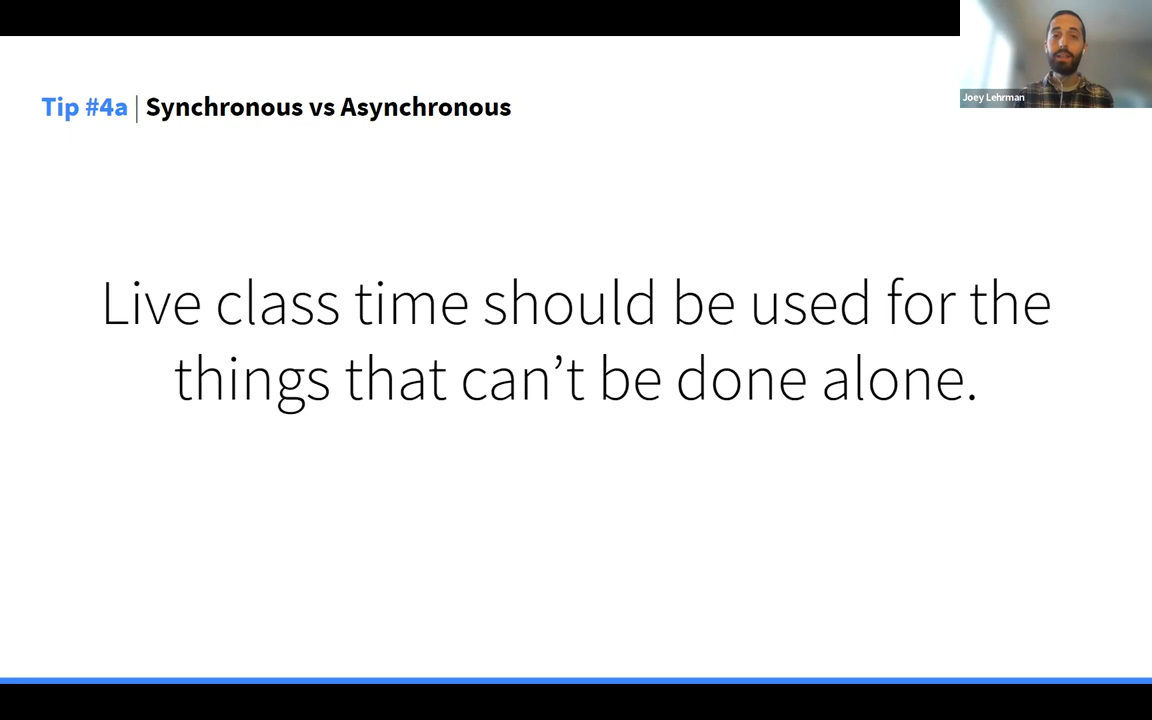 Joey Lehrman
Tip #4a | Synchronous vs Asynchronous
Live class time should be used for the
things that can’t be done alone.